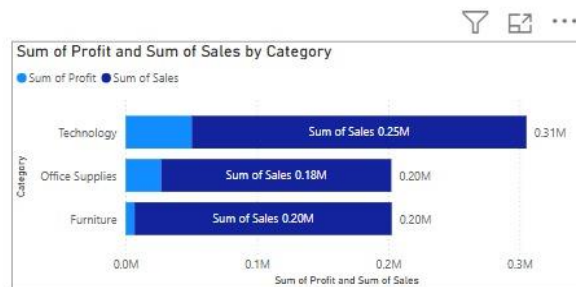 Sum of Profit and Sum of Sales by Category
Sum of Profit Sum of Sales
Technology Sum of Sales 0.25M 0.31M
Office Supplies Sum of Sales 0.18M 0.20M
Furniture Sum of Sales 0.20M 0.20M
Category
0.0M 0.1M 0.2M 0.3M
Sum of Profit and Sum of Sales